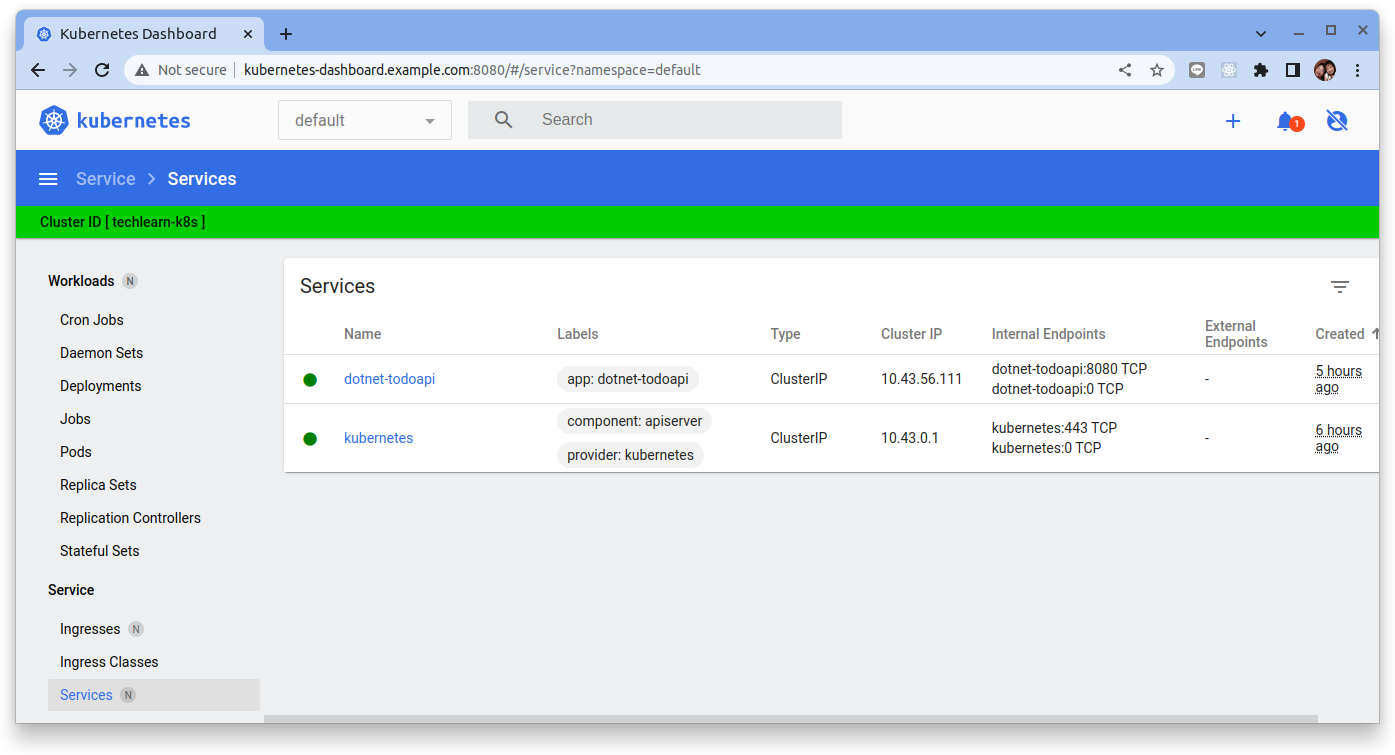 Kubernetes Dashboard
Not secure
kubernetes-dashboard.example.com:8080/#/service?namespace=default
kubernetes
default
Search
1
Service
Services
Cluster ID [ techlearn-k8s ]
Workloads N
Cron Jobs
Daemon Sets
Deployments
Jobs
Pods
Replica Sets
Replication Controllers
Stateful Sets
Service
Ingresses N
Ingress Classes
Services N
Services
Name Labels Type Cluster IP Internal Endpoints External Endpoints Created
dotnet-todoapi app: dotnet-todoapi ClusterIP 10.43.56.111 dotnet-todoapi:8080 TCP - 5 hours ago
dotnet-todoapi:0 TCP
kubernetes component: apiserver ClusterIP 10.43.0.1 kubernetes:443 TCP - 6 hours ago
provider: kubernetes kubernetes:0 TCP